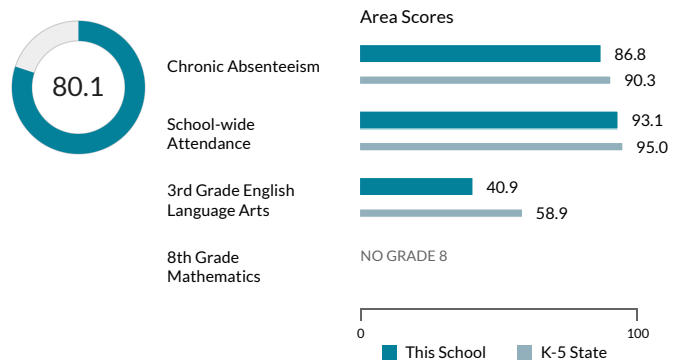 80.1
Area Scores
Chronic Absenteeism
86.8
90.3
School-wide
Attendance
93.1
95.0
3rd Grade English
Language Arts
40.9
58.9
8th Grade
Mathematics
NO GRADE 8
0
100
This School
K-5 State